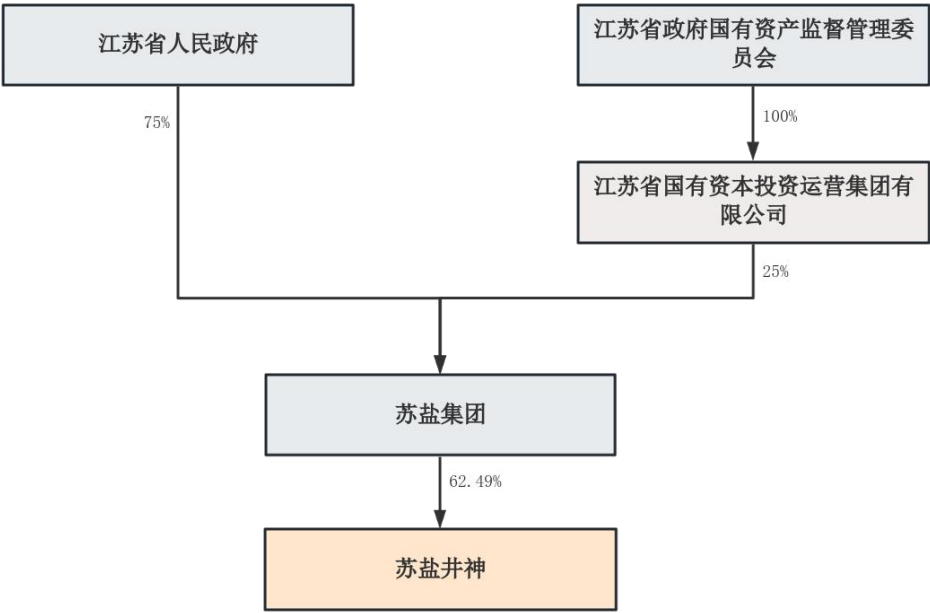 江苏省人民政府
江苏省政府国有资产监督管理委
员会
75%
100%
江苏省国有资本投资运营集团有
限公司
25%
苏盐集团
62.49%
苏盐井神